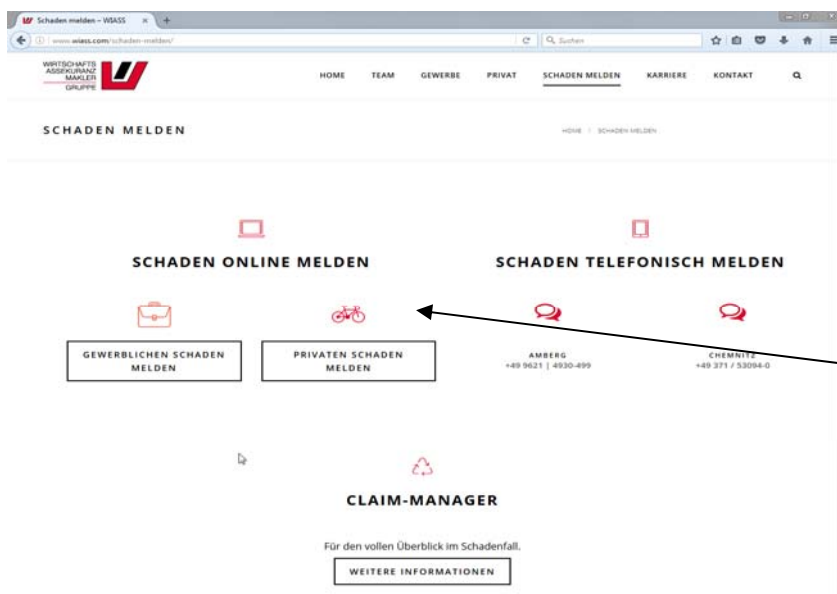 Schaden melden – WIASS
www.wiass.com/schaden-melden/
Suchen
WIRTSCHAFTS
ASSEKURANZ
MAKLER
GRUPPE
HOME TEAM GEWERBE PRIVAT SCHADEN MELDEN KARRIERE KONTAKT
SCHADEN MELDEN
HOME | SCHADEN MELDEN
SCHADEN ONLINE MELDEN
SCHADEN TELEFONISCH MELDEN
GEWERBLICHEN SCHADEN
MELDEN
PRIVATEN SCHADEN
MELDEN
AMBERG
+49 9621 | 4930-499
CHEMNITZ
+49 371 / 53094-0
CLAIM-MANAGER
Für den vollen Überblick im Schadenfall.
WEITERE INFORMATIONEN